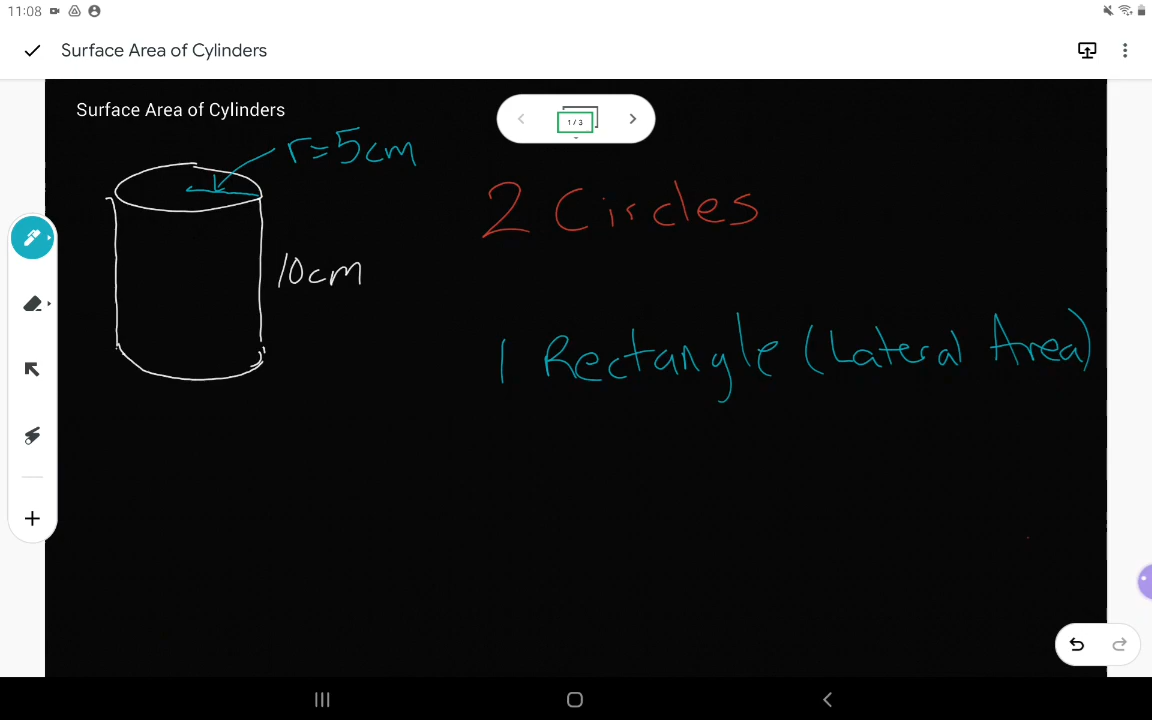 11:08
Surface Area of Cylinders
Surface Area of Cylinders
1 / 3
r=5cm
2 Circles
10cm
1 Rectangle (Lateral Area)